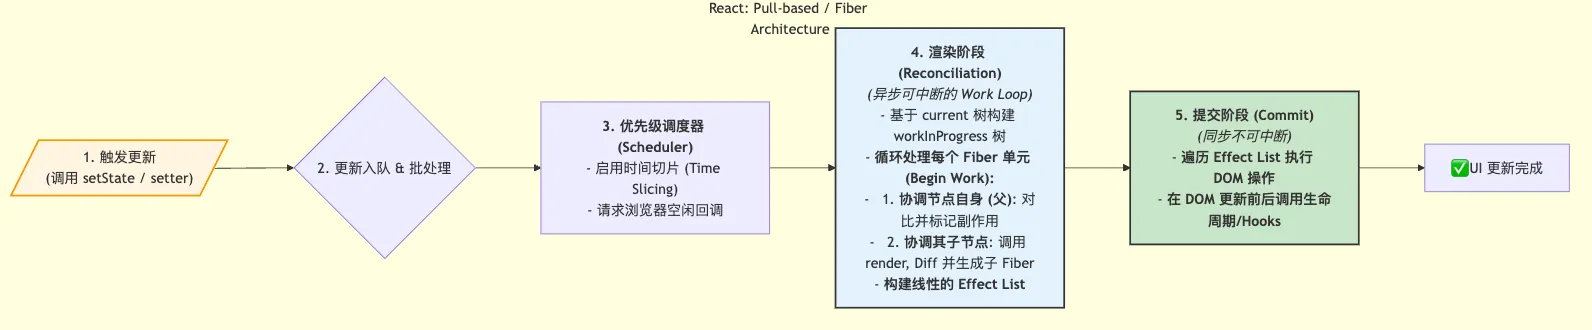 React: Pull-based / Fiber
Architecture
1. 触发更新
(调用 setState / setter)
2. 更新入队 & 批处理
3. 优先级调度器
(Scheduler)
- 启用时间切片 (Time
Slicing)
- 请求浏览器空闲回调
4. 渲染阶段
(Reconciliation)
(异步可中断的 Work Loop)
- 基于 current 树构建
workInProgress 树
- 循环处理每个 Fiber 单元
(Begin Work):
- 1. 协调节点自身 (父): 对
比并标记副作用
- 2. 协调其子节点: 调用
render, Diff 并生成子 Fiber
- 构建线性的 Effect List
5. 提交阶段 (Commit)
(同步不可中断)
- 遍历 Effect List 执行
DOM 操作
- 在 DOM 更新前后调用生命
周期/Hooks
✅UI 更新完成